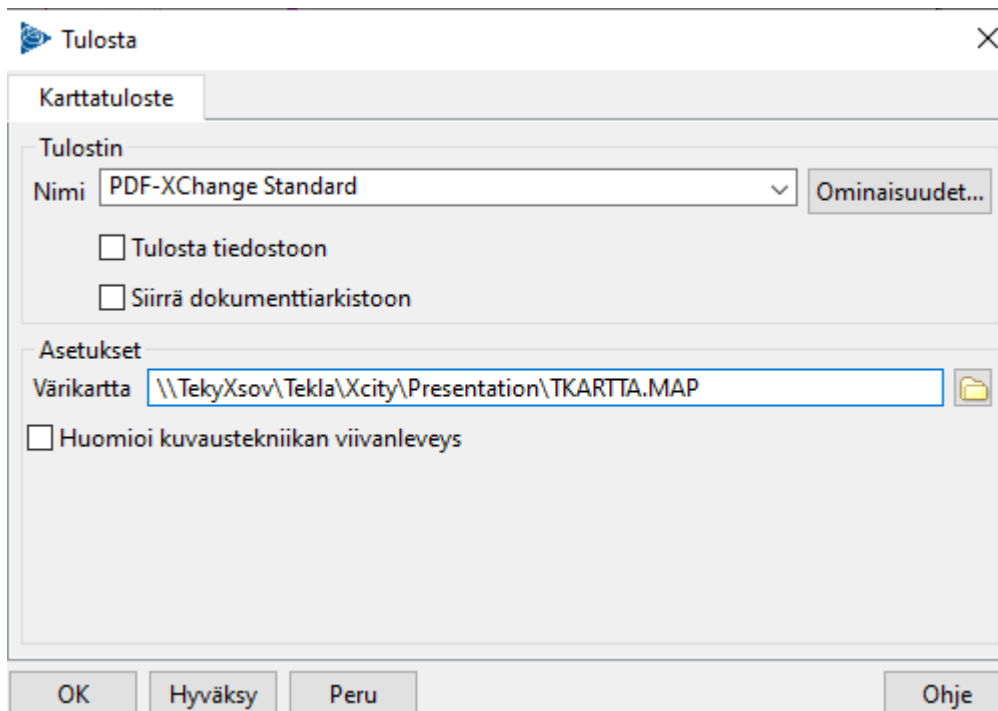 Tulosta
Karttatuloste
Tulostin
Nimi PDF-XChange Standard Ominaisuudet...
Tulosta tiedostoon
Siirrä dokumenttiarkistoon
Asetukset
Värikartta \\TekyXsov\Tekla\Xcity\Presentation\TKARTTA.MAP
Huomioi kuvaustekniikan viivanleveys
OK Hyväksy Peru Ohje